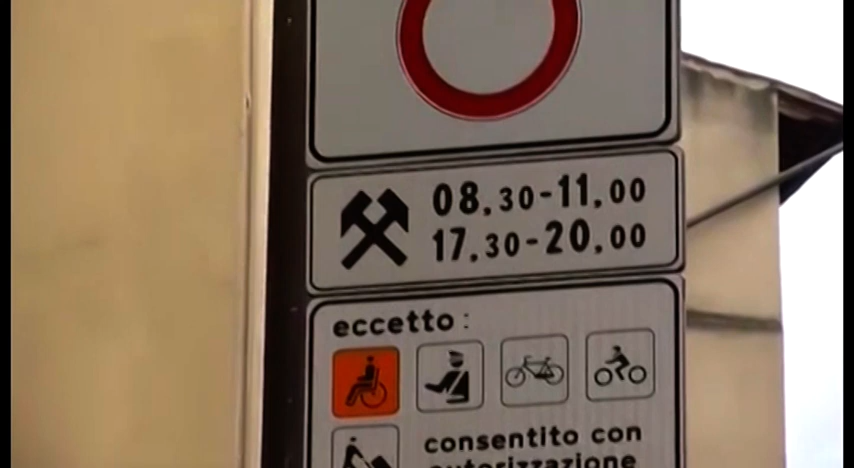 08.30-11.00
17.30-20.00
eccetto:
consentito con
autorizzazione